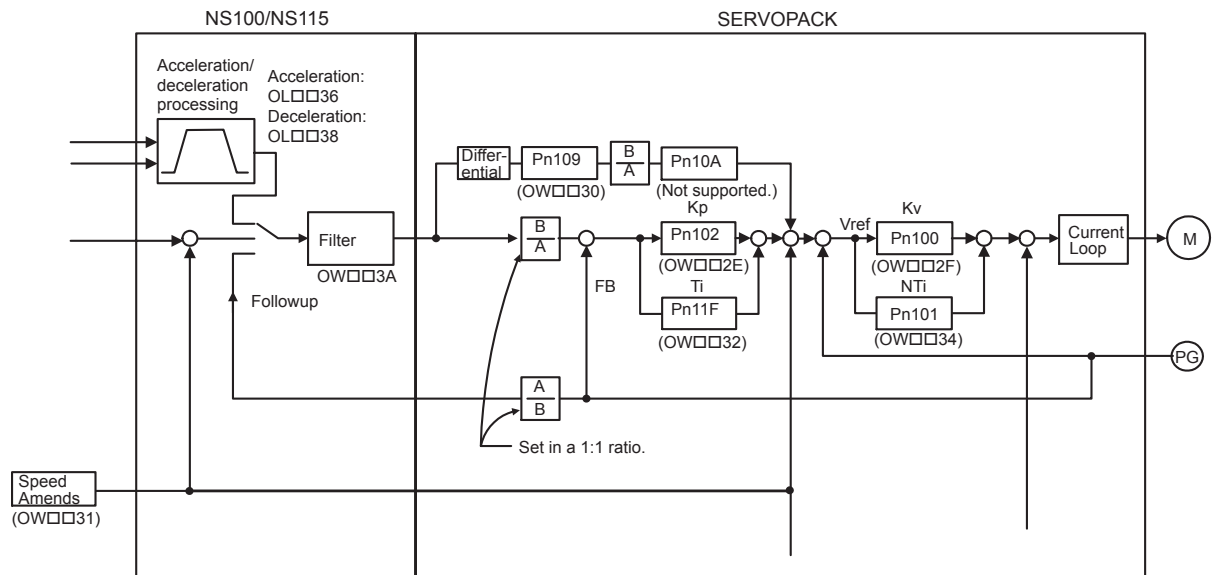 NS100/NS115
SERVOPACK
Acceleration/
deceleration
processing
Acceleration:
OL□□36
Deceleration:
OL□□38
Differ-
ential
Pn109
(OW□□30)
B
A
Pn10A
(Not supported.)
Filter
OW□□3A
B
A
Kp
Pn102
(OW□□2E)
Ti
Pn11F
(OW□□32)
Vref
Kv
Pn100
(OW□□2F)
NTi
Pn101
(OW□□34)
Current
Loop
M
PG
FB
Followup
A
B
Set in a 1:1 ratio.
Speed
Amends
(OW□□31)